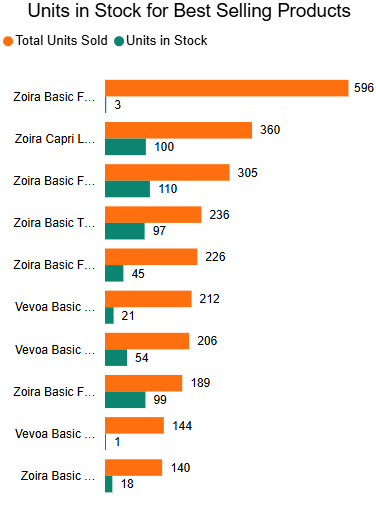 Units in Stock for Best Selling Products
Total Units Sold Units in Stock
Zoira Basic F... 596
3
Zoira Capri L... 360
100
Zoira Basic F... 305
110
Zoira Basic T... 236
97
Zoira Basic F... 226
45
Vevoa Basic ... 212
21
Vevoa Basic ... 206
54
Zoira Basic F... 189
99
Vevoa Basic ... 144
1
Zoira Basic ... 140
18